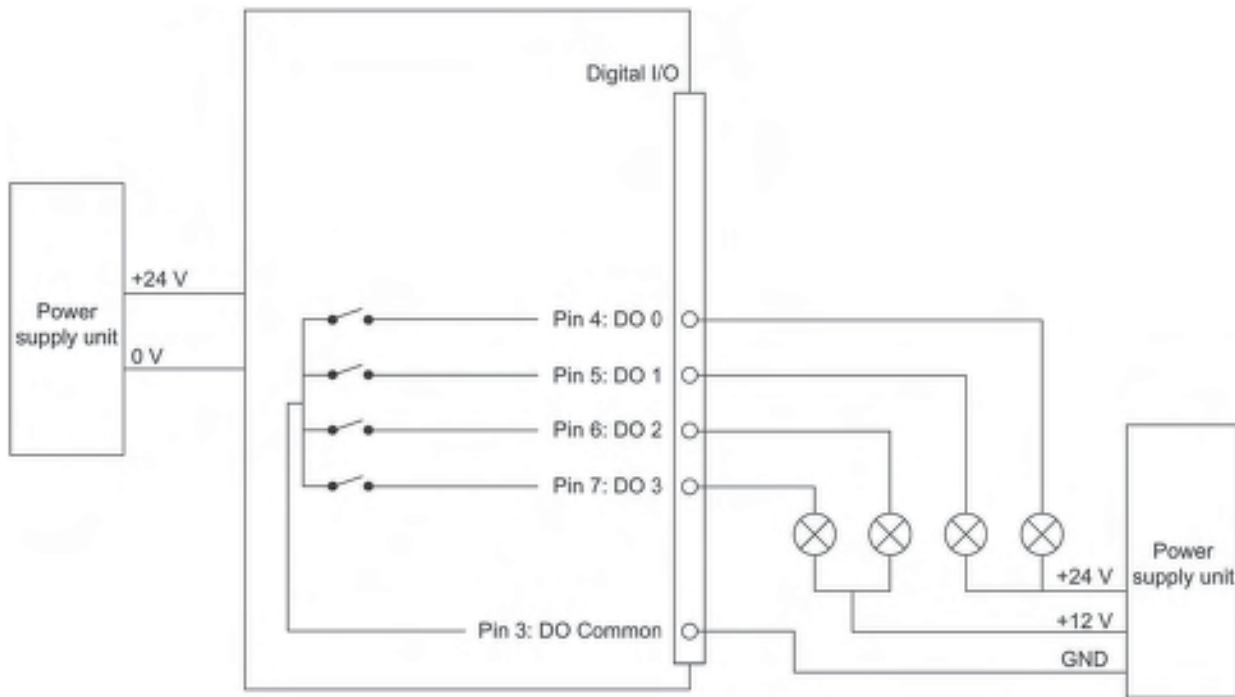 Digital I/O
+24 V
Power
supply unit
0 V
Pin 4: DO 0
Pin 5: DO 1
Pin 6: DO 2
Pin 7: DO 3
Power
supply unit
+24 V
+12 V
Pin 3: DO Common
GND